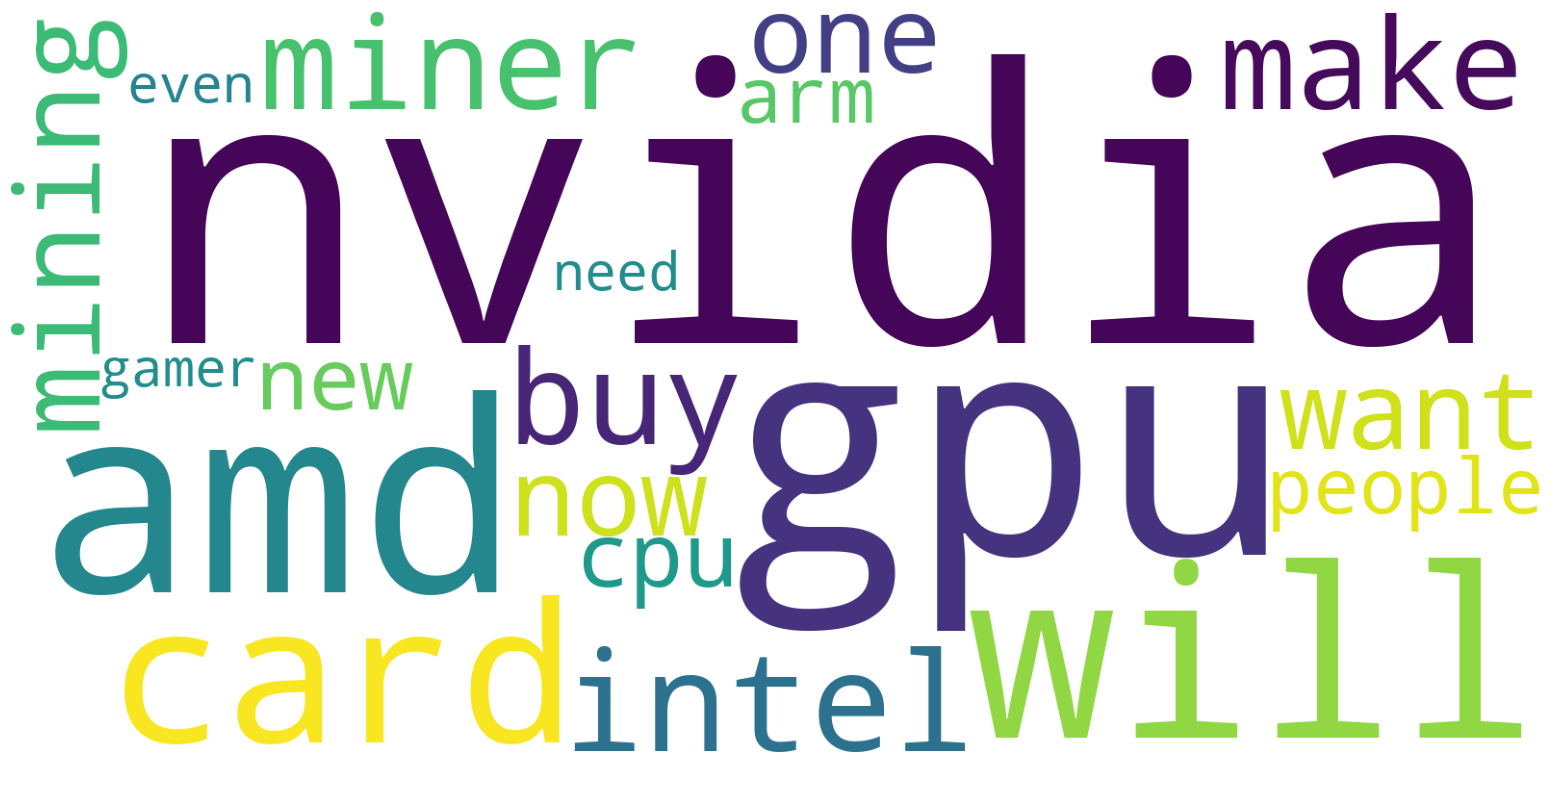 mining
even
miner
one
arm
make
nvidia
need
gamer
new
buy
gpu
want
people
amd
now
cpu
will
card
intel